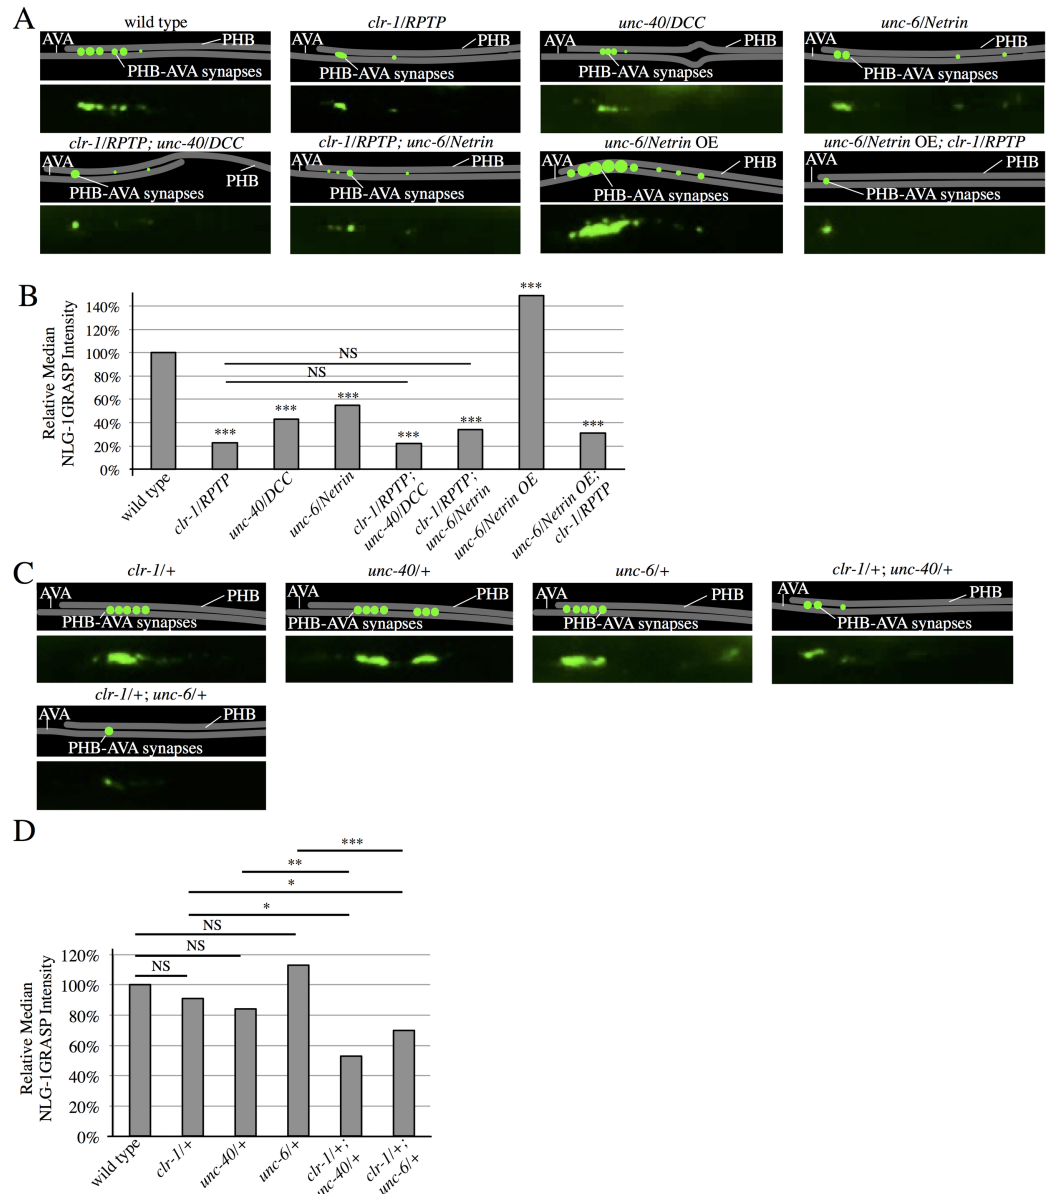 A
wild type
clr-1/RPTP
unc-40/DCC
unc-6/Netrin
AVA
PHB
PHB-AVA synapses
AVA
PHB
PHB-AVA synapses
AVA
PHB
PHB-AVA synapses
AVA
PHB
PHB-AVA synapses
clr-1/RPTP; unc-40/DCC
clr-1/RPTP; unc-6/Netrin
unc-6/Netrin OE
unc-6/Netrin OE; clr-1/RPTP
AVA
PHB
PHB-AVA synapses
AVA
PHB
PHB-AVA synapses
AVA
PHB
PHB-AVA synapses
AVA
PHB
PHB-AVA synapses
B
Relative Median
NLG-1GRASP Intensity
140%
120%
100%
80%
60%
40%
20%
0%
***
***
***
***
***
***
***
NS
NS
wild type
clr-1/RPTP
unc-40/DCC
unc-6/Netrin
clr-1/RPTP;
unc-40/DCC
clr-1/RPTP;
unc-6/Netrin
unc-6/Netrin OE
unc-6/Netrin OE;
clr-1/RPTP
C
clr-1/+
unc-40/+
unc-6/+
clr-1/+; unc-40/+
AVA
PHB
PHB-AVA synapses
AVA
PHB
PHB-AVA synapses
AVA
PHB
PHB-AVA synapses
AVA
PHB
PHB-AVA synapses
clr-1/+; unc-6/+
AVA
PHB
PHB-AVA synapses
D
***
**
*
*
NS
NS
NS
Relative Median
NLG-1GRASP Intensity
120%
100%
80%
60%
40%
20%
0%
wild type
clr-1/+
unc-40/+
unc-6/+
clr-1/+;
unc-40/+
clr-1/+;
unc-6/+